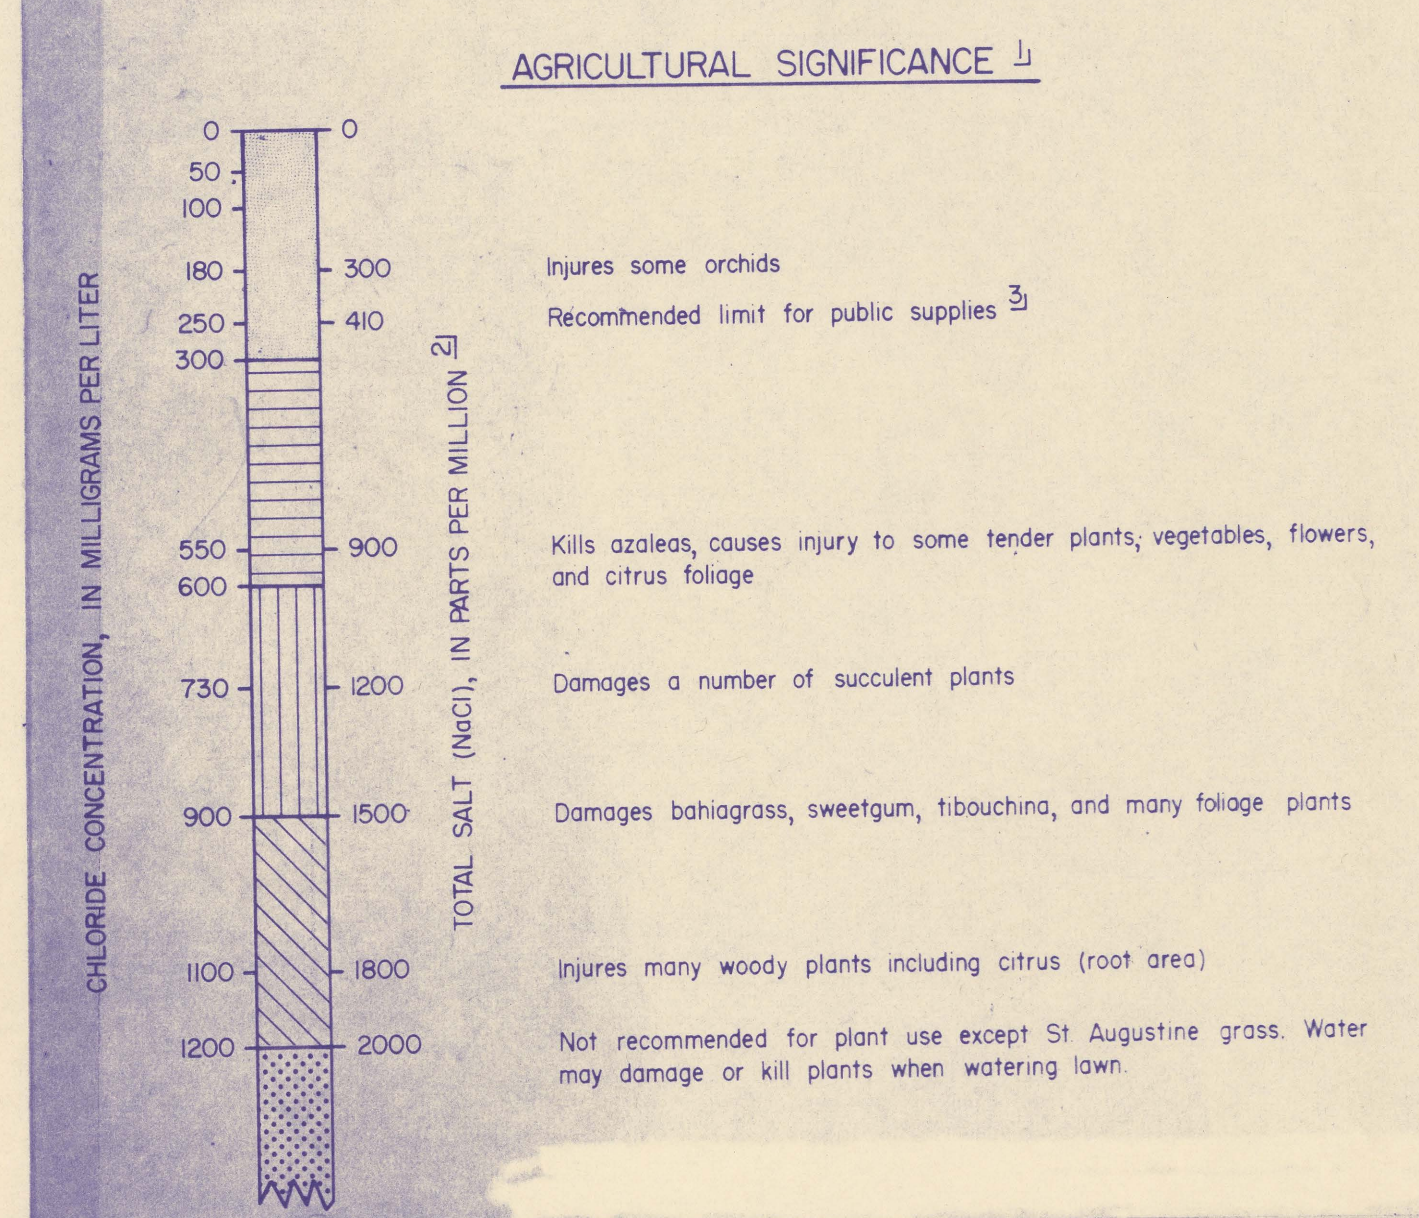 AGRICULTURAL SIGNIFICANCE 1/
CHLORIDE CONCENTRATION, IN MILLIGRAMS PER LITER
TOTAL SALT (NaCl), IN PARTS PER MILLION 2/
0 0
50
100
180 300 Injures some orchids
250 410 Recommended limit for public supplies 3/
300
550 900 Kills azaleas, causes injury to some tender plants, vegetables, flowers,
and citrus foliage
600
730 1200 Damages a number of succulent plants
900 1500 Damages bahiagrass, sweetgum, tibouchina, and many foliage plants
1100 1800 Injures many woody plants including citrus (root area)
1200 2000 Not recommended for plant use except St. Augustine grass. Water
may damage or kill plants when watering lawn.